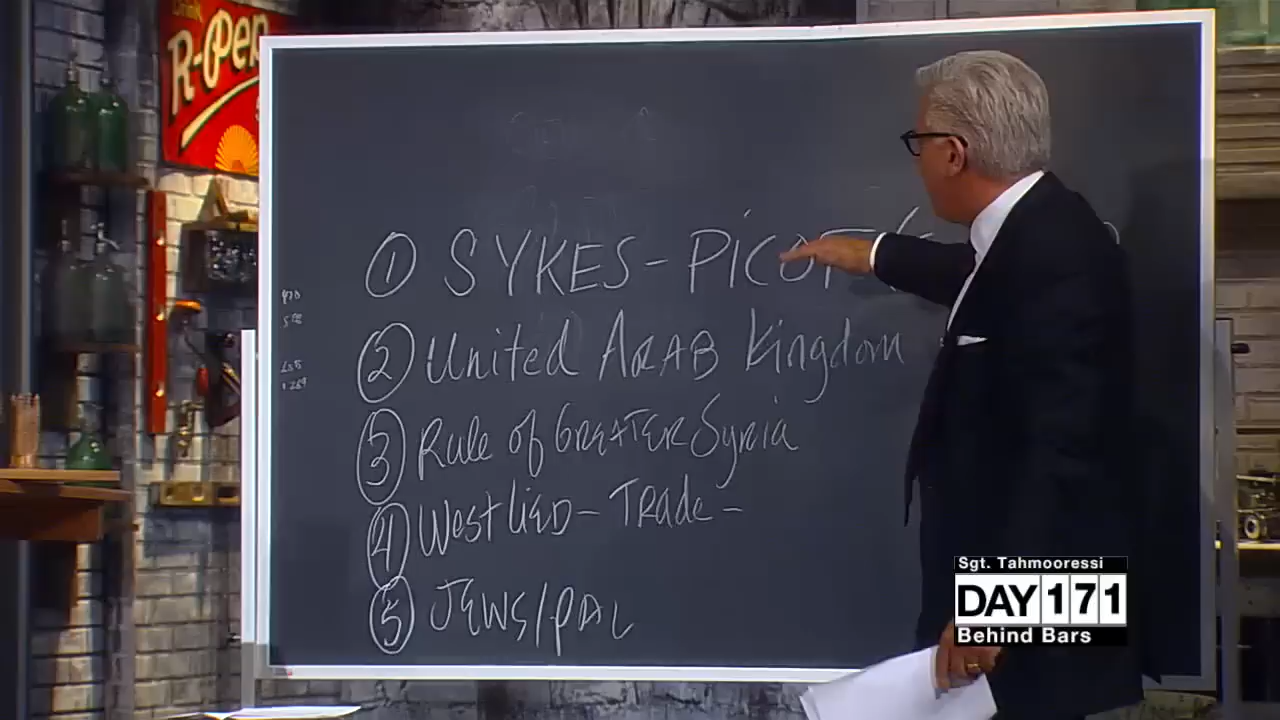 R-Pep
① SYKES-PICOT
② United ARAB Kingdom
③ Rule of GREATER Syria
④ West LiED - TRade -
⑤ JEWS/PAL
Sgt. Tahmooressi
DAY 171
Behind Bars